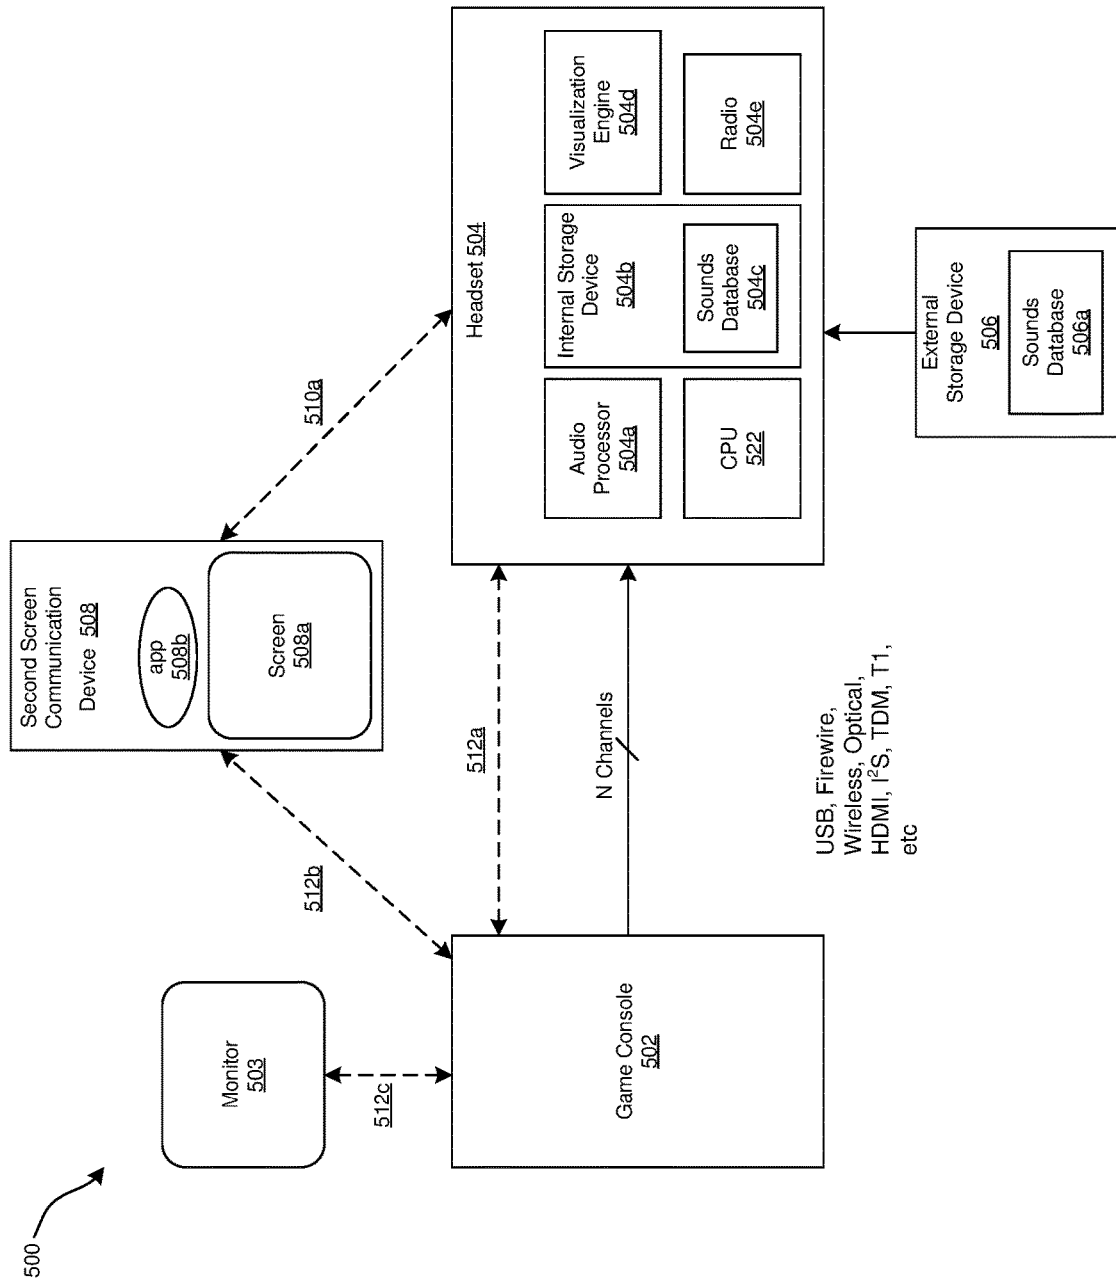 500
Monitor
503
512c
Game Console
502
512b
Second Screen
Communication
Device 508
app
508b
Screen
508a
510a
512a
N Channels
USB, Firewire,
Wireless, Optical,
HDMI, I²S, TDM, T1,
etc
Headset 504
Audio
Processor
504a
CPU
522
Internal Storage
Device
504b
Sounds
Database
504c
Visualization
Engine
504d
Radio
504e
External
Storage Device
506
Sounds
Database
506a